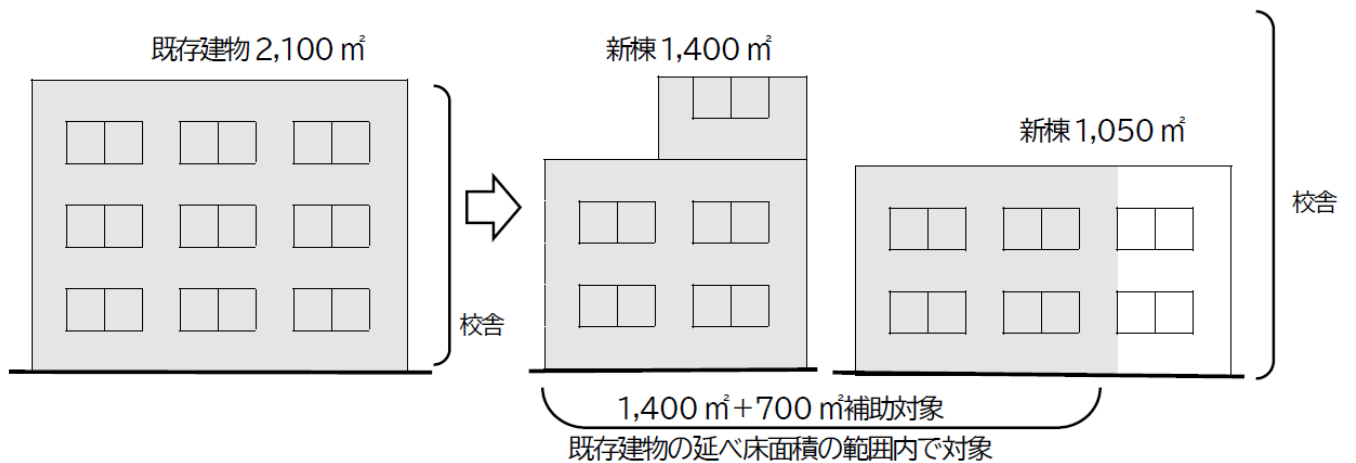 既存建物 2,100 ㎡
校舎
新棟 1,400 ㎡
新棟 1,050 ㎡
校舎
1,400 ㎡＋700 ㎡補助対象
既存建物の延べ床面積の範囲内で対象